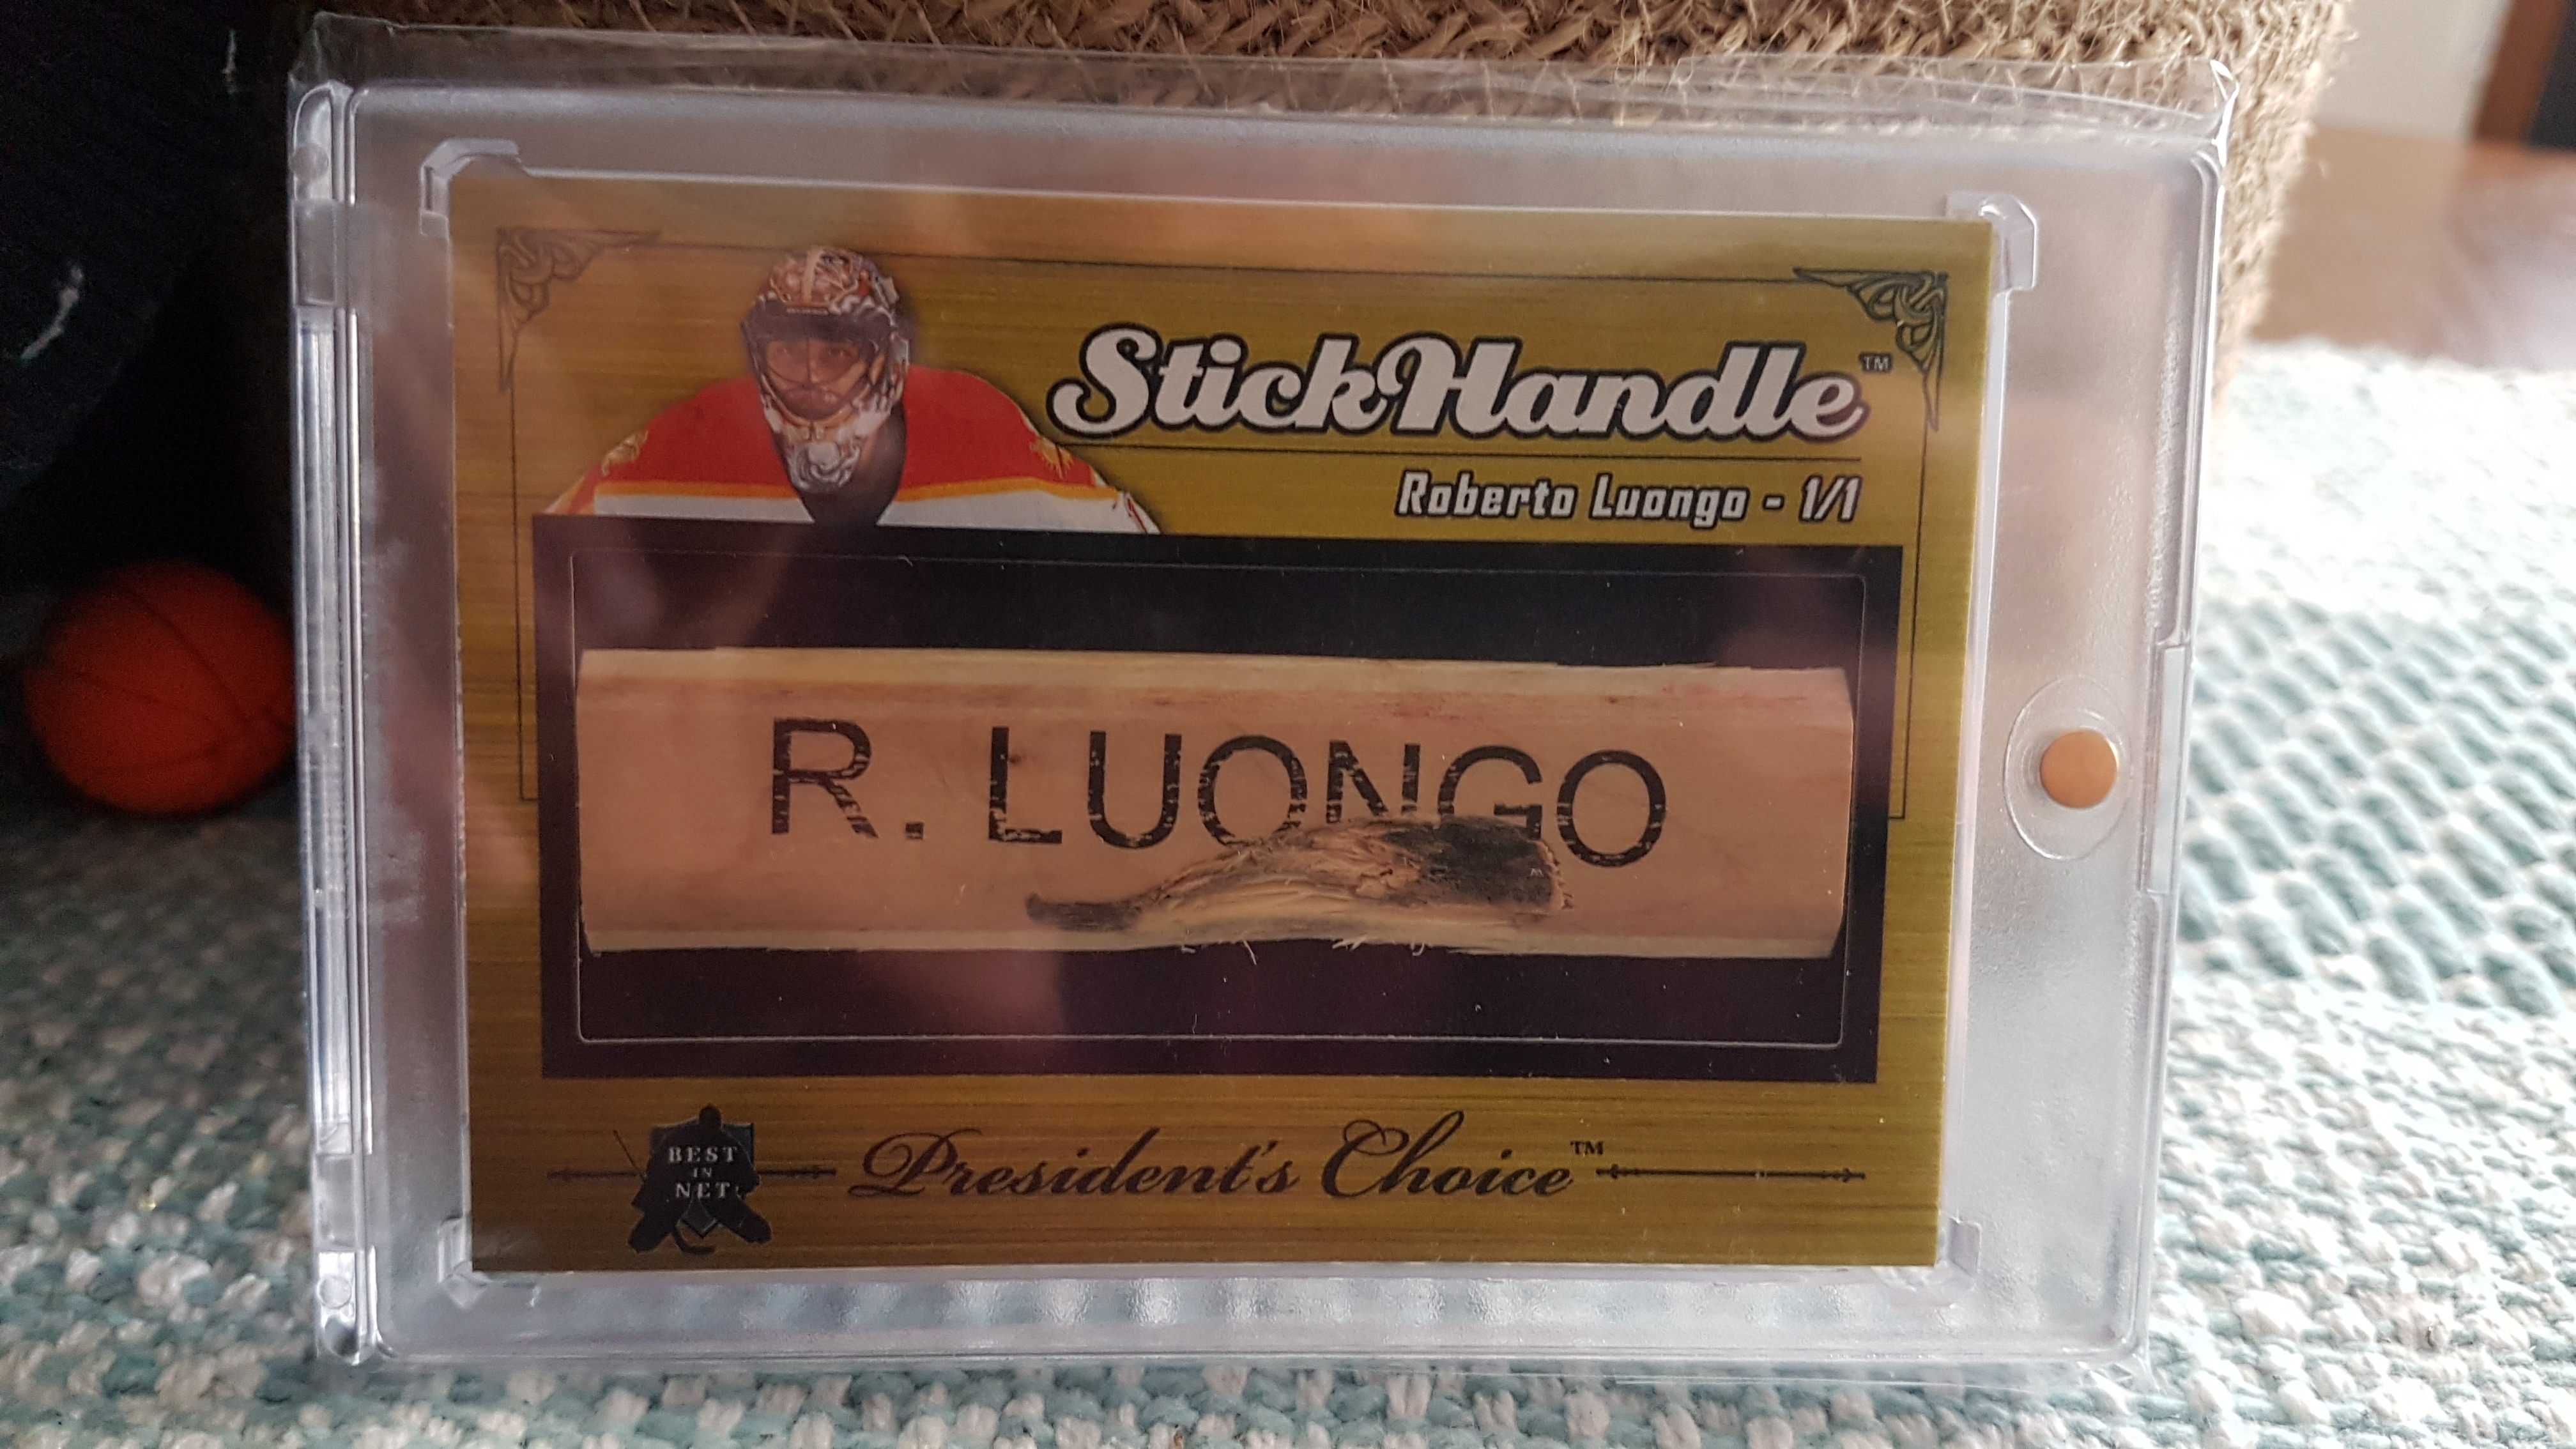 StickHandle™
Roberto Luongo - 1/1
R. LUONGO
BEST
IN
NET
President's Choice™